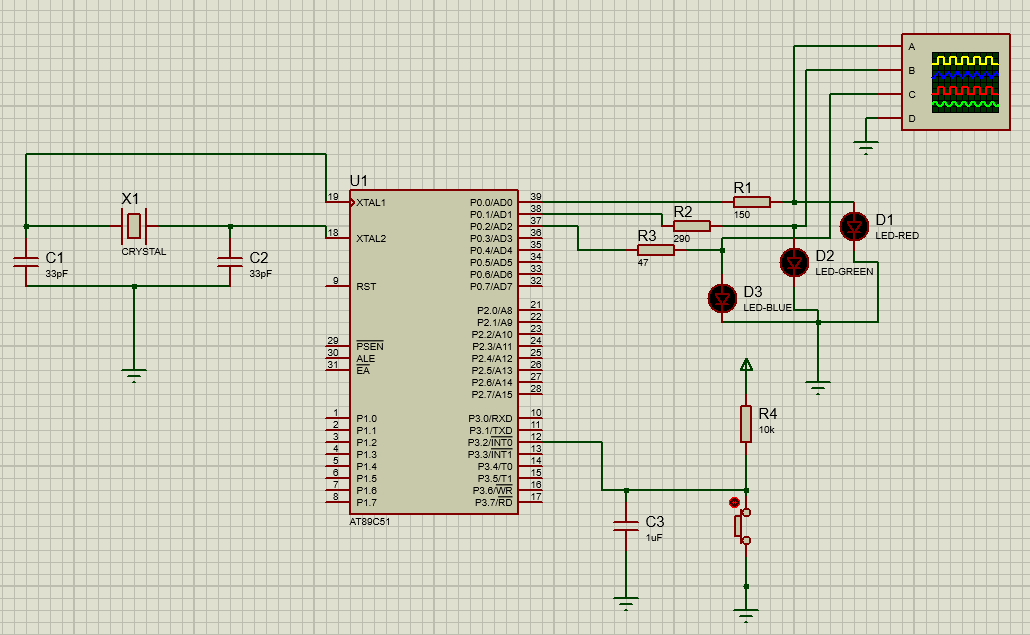 A
B
C
D
U1
X1
CRYSTAL
C1
33pF
C2
33pF
19 XTAL1
18 XTAL2
9 RST
29 PSEN
30 ALE
31 EA
1 P1.0
2 P1.1
3 P1.2
4 P1.3
5 P1.4
6 P1.5
7 P1.6
8 P1.7
P0.0/AD0 39
P0.1/AD1 38
P0.2/AD2 37
P0.3/AD3 36
P0.4/AD4 35
P0.5/AD5 34
P0.6/AD6 33
P0.7/AD7 32
P2.0/A8 21
P2.1/A9 22
P2.2/A10 23
P2.3/A11 24
P2.4/A12 25
P2.5/A13 26
P2.6/A14 27
P2.7/A15 28
P3.0/RXD 10
P3.1/TXD 11
P3.2/INT0 12
P3.3/INT1 13
P3.4/T0 14
P3.5/T1 15
P3.6/WR 16
P3.7/RD 17
AT89C51
R1
150
R2
290
R3
47
D1
LED-RED
D2
LED-GREEN
D3
LED-BLUE
R4
10k
C3
1uF